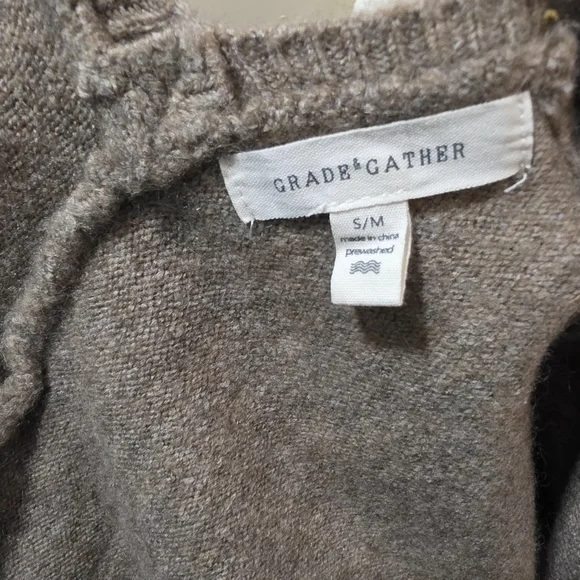 GRADE&GATHER
S/M
made in china
prewashed